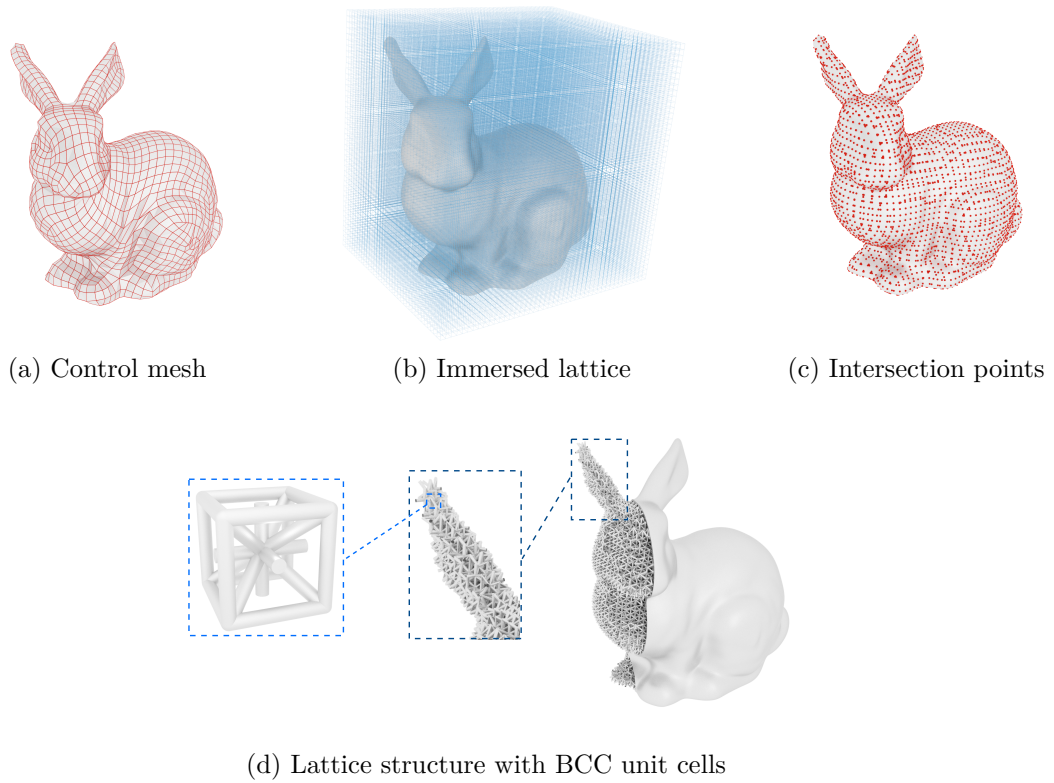 (a) Control mesh
(b) Immersed lattice
(c) Intersection points
(d) Lattice structure with BCC unit cells